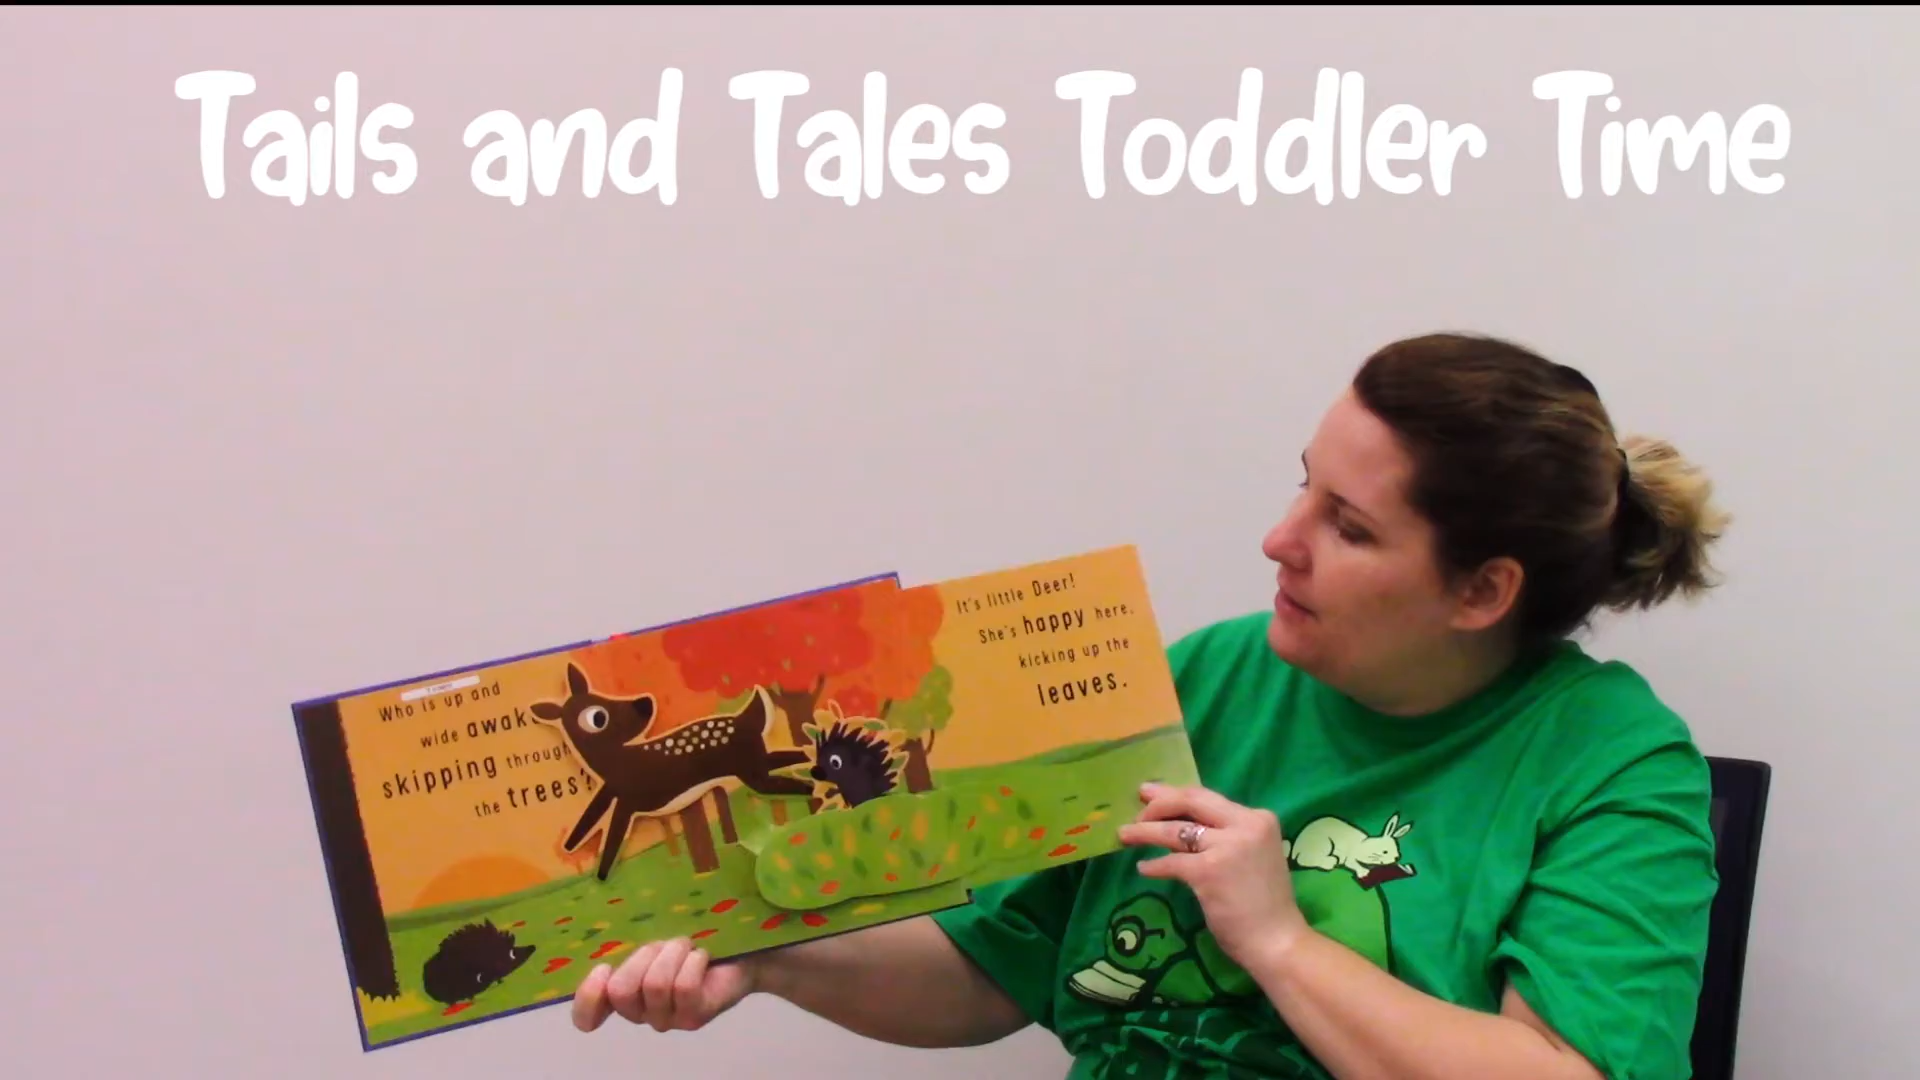 Tails and Tales Toddler Time
Who is up and
wide awake
skipping through
the trees?
It's little Deer!
She's happy here,
kicking up the
leaves.